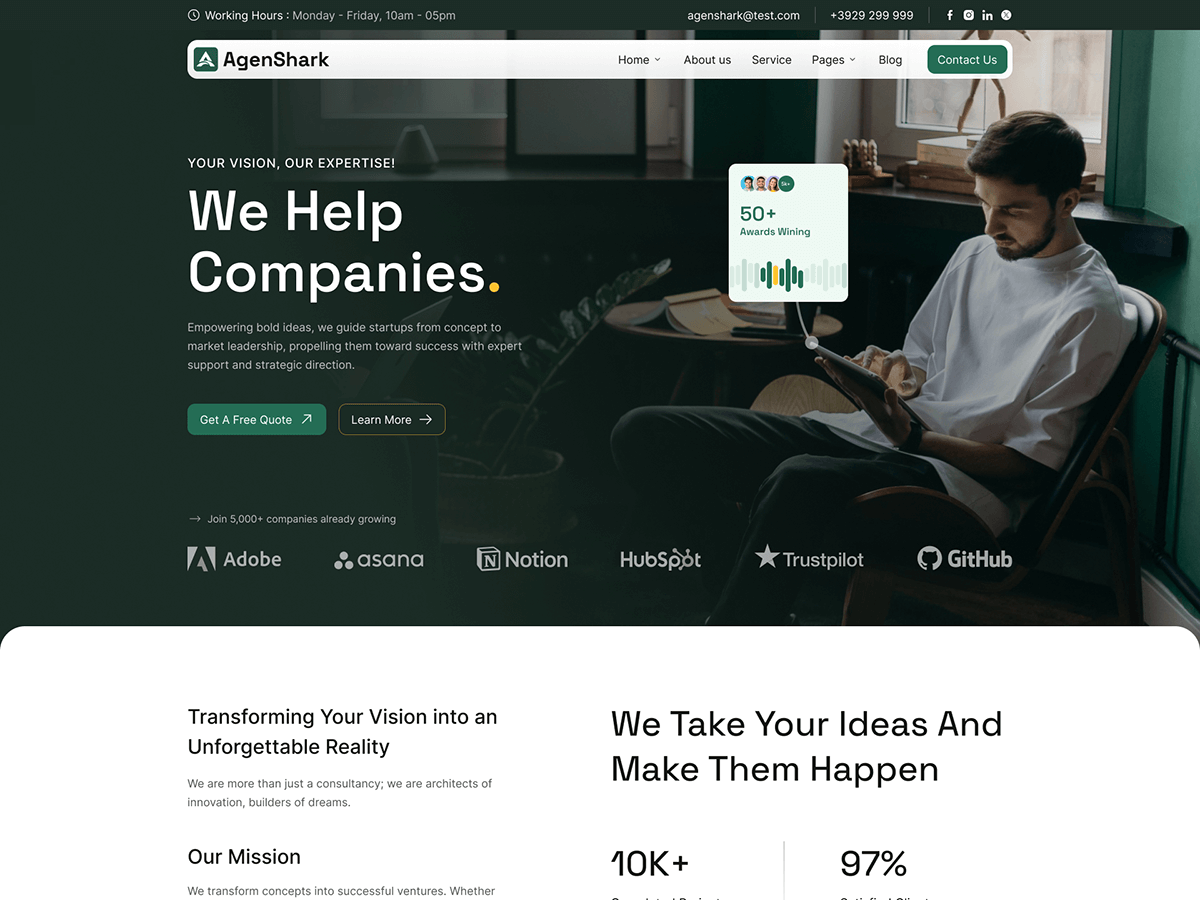 Working Hours : Monday - Friday, 10am - 05pm
agenshark@test.com
+3929 299 999
AgenShark
Home
About us
Service
Pages
Blog
Contact Us
YOUR VISION, OUR EXPERTISE!
We Help
Companies.
Empowering bold ideas, we guide startups from concept to
market leadership, propelling them toward success with expert
support and strategic direction.
Get A Free Quote
Learn More
5k+
50+
Awards Wining
Join 5,000+ companies already growing
Adobe
asana
Notion
HubSpot
Trustpilot
GitHub
Transforming Your Vision into an
Unforgettable Reality
We are more than just a consultancy; we are architects of
innovation, builders of dreams.
Our Mission
We transform concepts into successful ventures. Whether
We Take Your Ideas And
Make Them Happen
10K+
97%